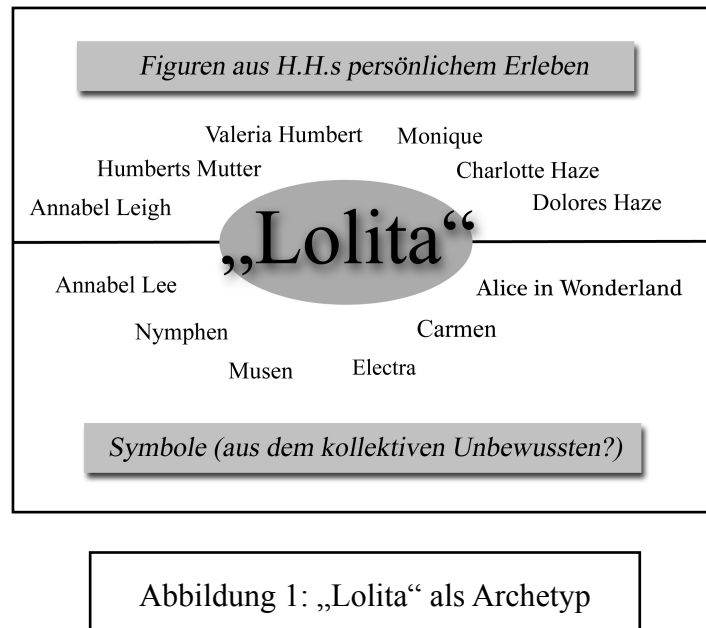 Figuren aus H.H.s persönlichem Erleben
Valeria Humbert Monique
Humberts Mutter Charlotte Haze
Annabel Leigh Dolores Haze
„Lolita“
Annabel Lee Alice in Wonderland
Nymphen Carmen
Musen Electra
Symbole (aus dem kollektiven Unbewussten?)
Abbildung 1: „Lolita“ als Archetyp